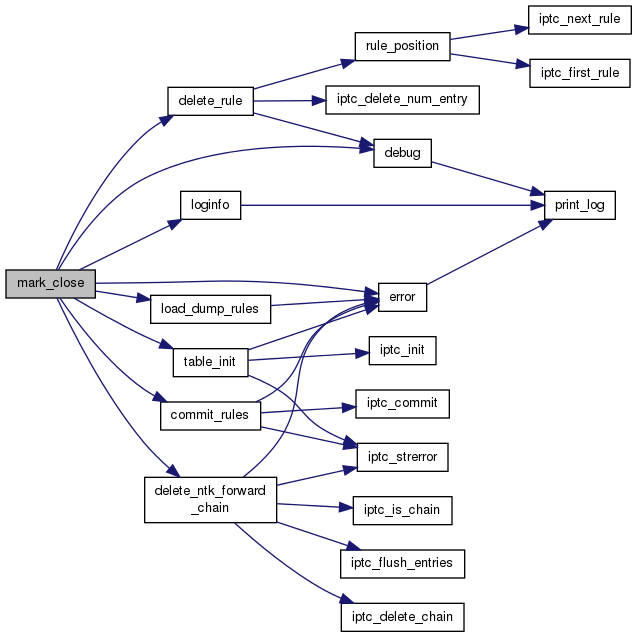 iptc_next_rule
rule_position
iptc_first_rule
delete_rule
iptc_delete_num_entry
debug
loginfo
print_log
mark_close
error
load_dump_rules
iptc_init
table_init
iptc_commit
commit_rules
iptc_strerror
delete_ntk_forward
_chain
iptc_is_chain
iptc_flush_entries
iptc_delete_chain